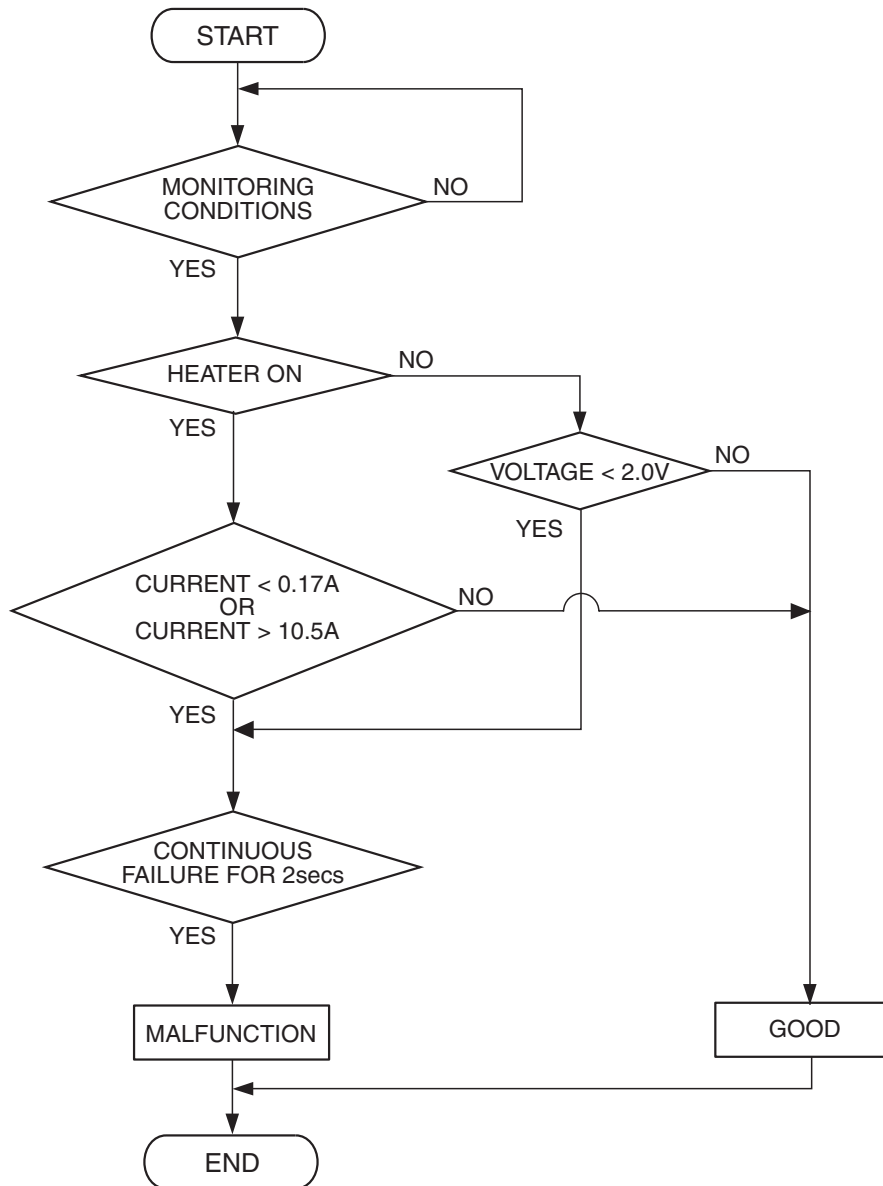 START
MONITORING
CONDITIONS
NO
YES
HEATER ON
NO
YES
VOLTAGE < 2.0V
NO
YES
CURRENT < 0.17A
OR
CURRENT > 10.5A
NO
YES
CONTINUOUS
FAILURE FOR 2secs
YES
MALFUNCTION
GOOD
END